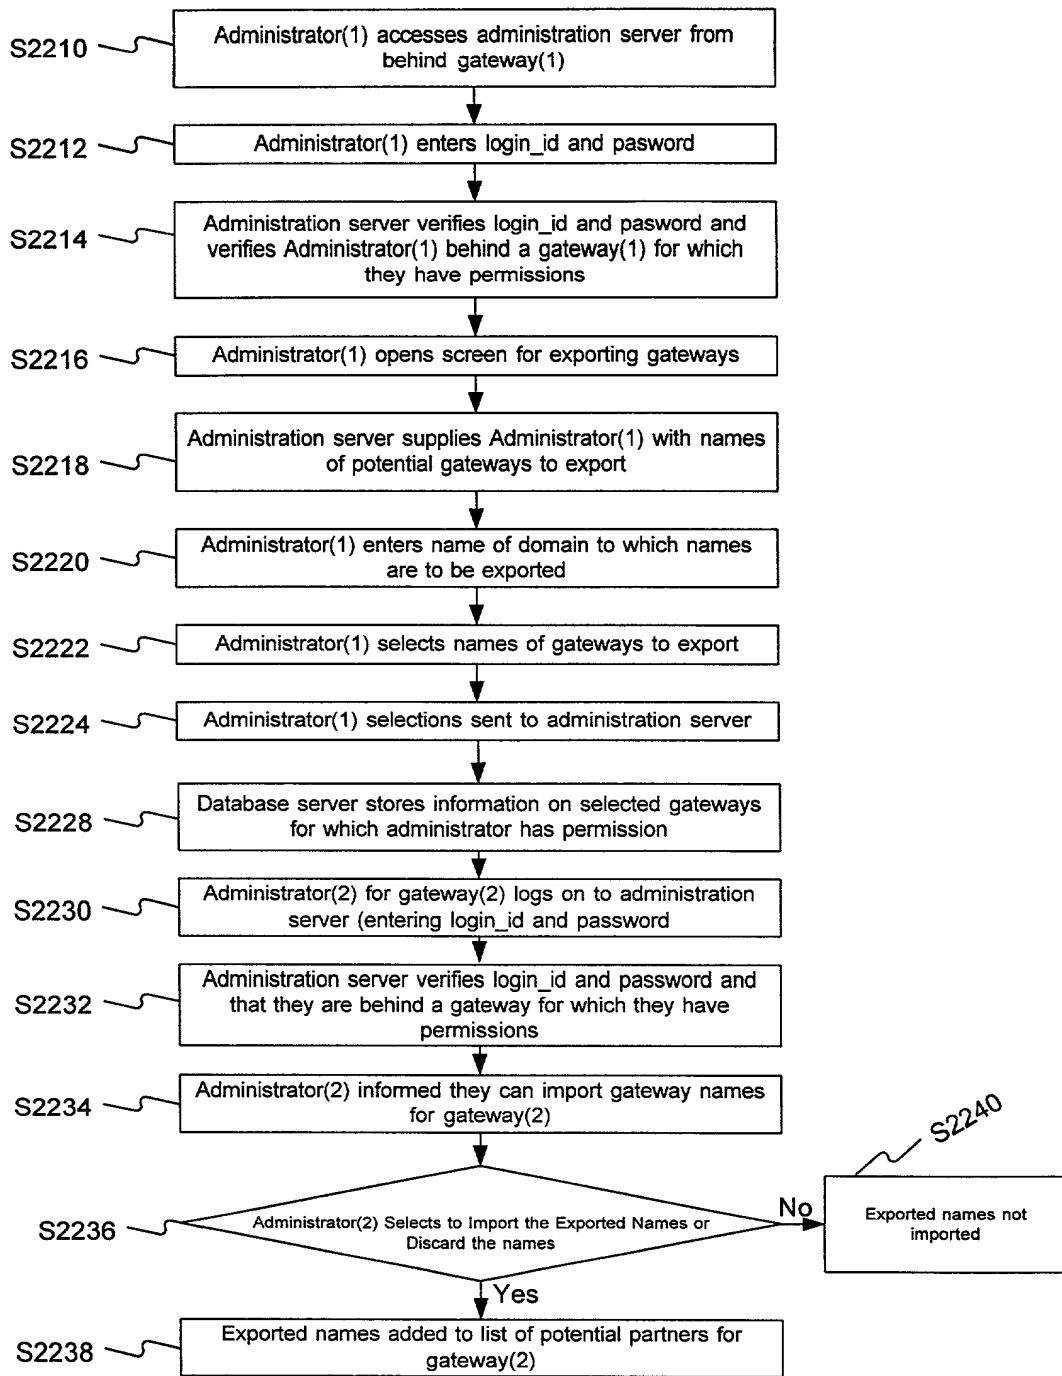 S2210
Administrator(1) accesses administration server from
behind gateway(1)
S2212
Administrator(1) enters login_id and pasword
S2214
Administration server verifies login_id and pasword and
verifies Administrator(1) behind a gateway(1) for which
they have permissions
S2216
Administrator(1) opens screen for exporting gateways
S2218
Administration server supplies Administrator(1) with names
of potential gateways to export
S2220
Administrator(1) enters name of domain to which names
are to be exported
S2222
Administrator(1) selects names of gateways to export
S2224
Administrator(1) selections sent to administration server
S2228
Database server stores information on selected gateways
for which administrator has permission
S2230
Administrator(2) for gateway(2) logs on to administration
server (entering login_id and password
S2232
Administration server verifies login_id and password and
that they are behind a gateway for which they have
permissions
S2234
Administrator(2) informed they can import gateway names
for gateway(2)
S2236
Administrator(2) Selects to Import the Exported Names or
Discard the names
No
S2240
Exported names not
imported
Yes
S2238
Exported names added to list of potential partners for
gateway(2)